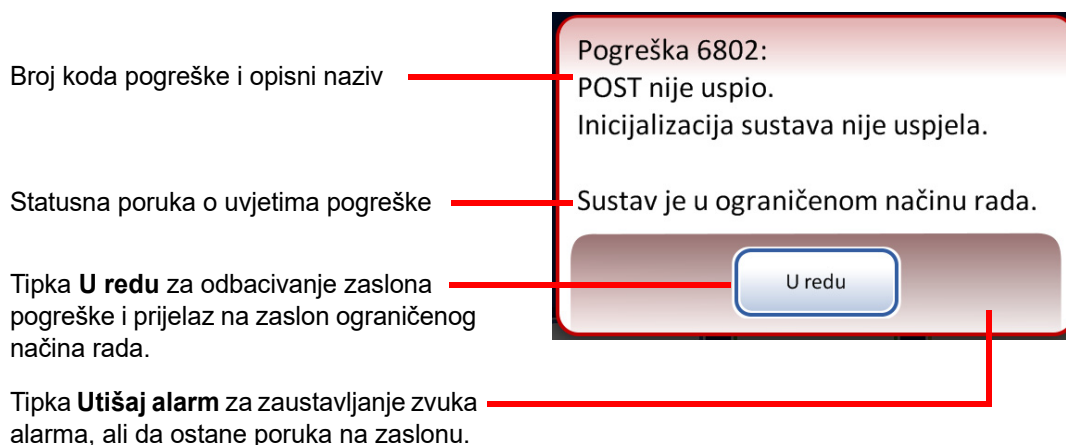 Broj koda pogreške i opisni naziv
Statusna poruka o uvjetima pogreške
Tipka U redu za odbacivanje zaslona
pogreške i prijelaz na zaslon ograničenog
načina rada.
Tipka Utišaj alarm za zaustavljanje zvuka
alarma, ali da ostane poruka na zaslonu.
Pogreška 6802:
POST nije uspio.
Inicijalizacija sustava nije uspjela.
Sustav je u ograničenom načinu rada.
U redu